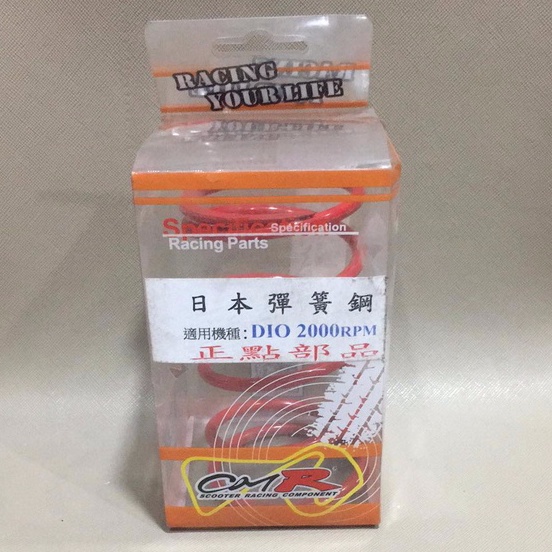 RACING
YOUR LIFE
Specification
Specification
Racing Parts
日本彈簧鋼
適用機種:DIO 2000RPM
正點部品
CMR
SCOOTER RACING COMPONENT